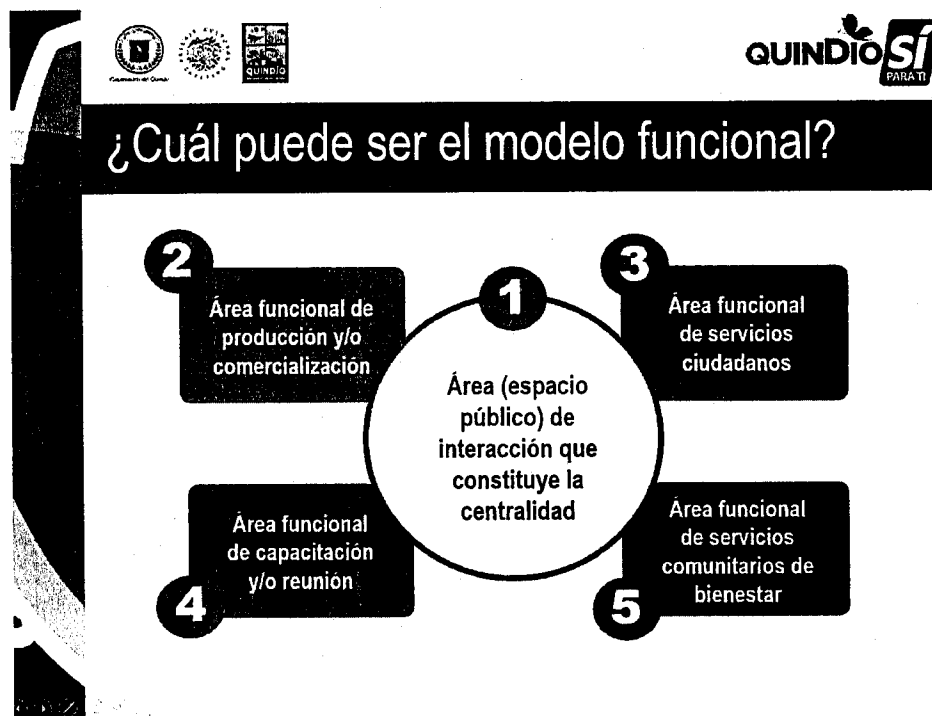 QUINDÍO
QUINDÍO SÍ
PARA TI
¿Cuál puede ser el modelo funcional?
2
Área funcional de
producción y/o
comercialización
1
Área (espacio
público) de
interacción que
constituye la
centralidad
3
Área funcional
de servicios
ciudadanos
4
Área funcional
de capacitación
y/o reunión
5
Área funcional
de servicios
comunitarios de
bienestar